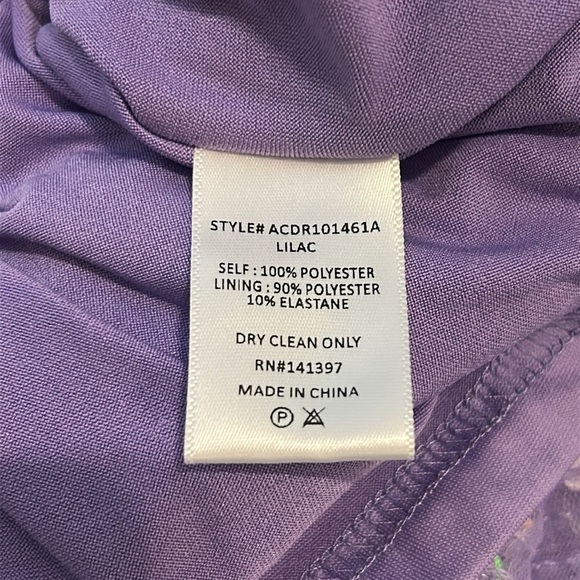 STYLE# ACDR101461A
LILAC
SELF : 100% POLYESTER
LINING : 90% POLYESTER
10% ELASTANE
DRY CLEAN ONLY
RN#141397
MADE IN CHINA
P